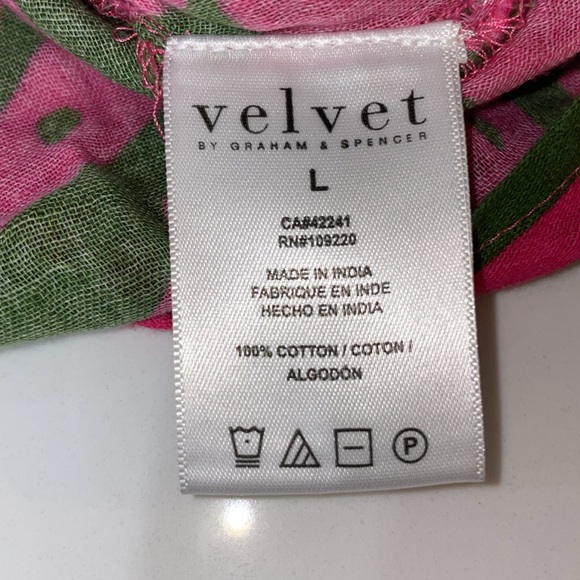 velvet
BY GRAHAM & SPENCER
L
CA#42241
RN#109220
MADE IN INDIA
FABRIQUE EN INDE
HECHO EN INDIA
100% COTTON / COTON /
ALGODÓN
P